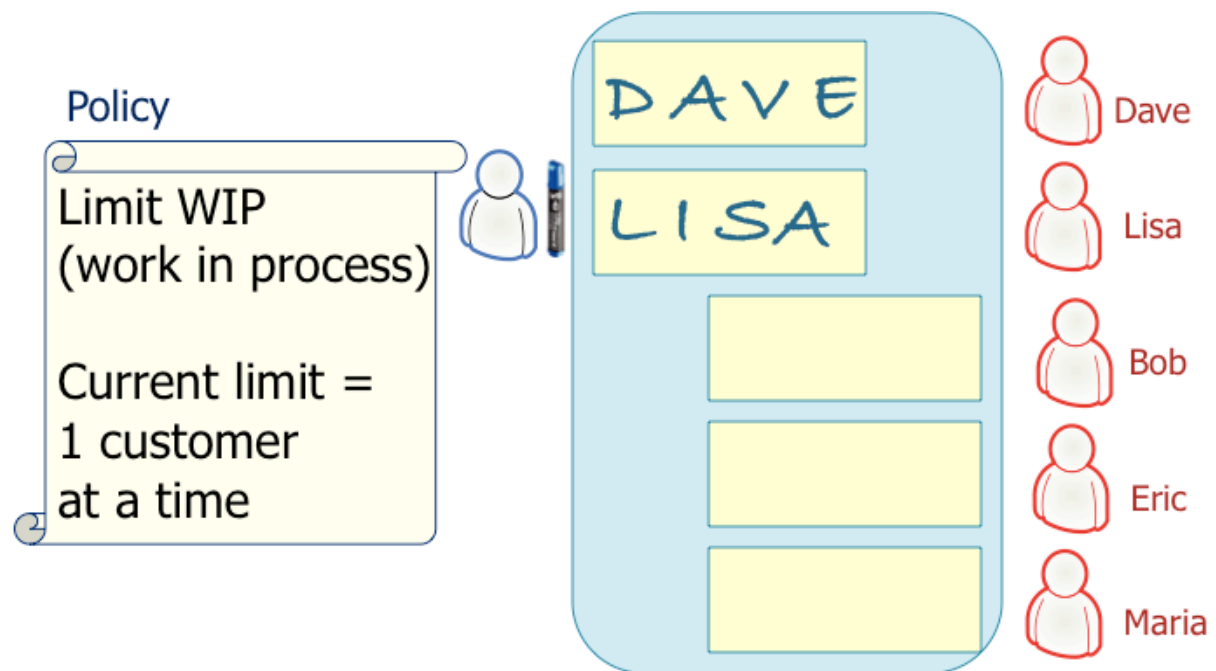 Policy
Limit WIP
(work in process)
Current limit =
1 customer
at a time
DAVE
Dave
LISA
Lisa
Bob
Eric
Maria